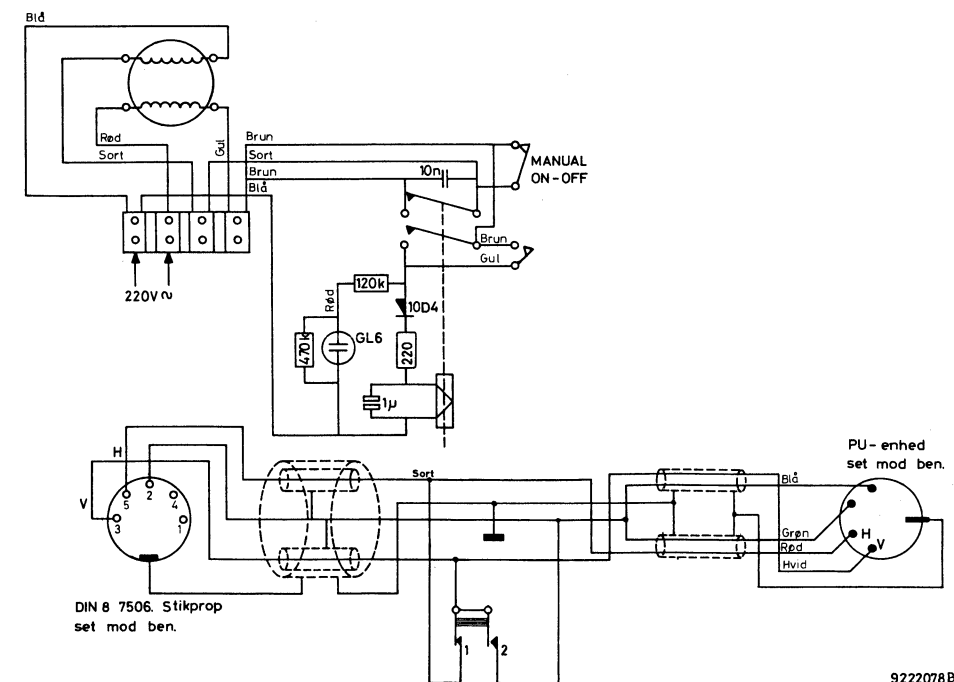 Blå
Rød
Sort
Gul
Brun
Sort
Brun
Blå
10n
MANUAL
ON-OFF
Brun
Gul
220V ~
120k
Rød
10D4
470k
GL6
220
1µ
H
V
5
2
4
3
1
DIN 8 7506. Stikprop
set mod ben.
Sort
1
2
PU-enhed
set mod ben.
Blå
Grøn
H
Rød
V
Hvid
9222078B